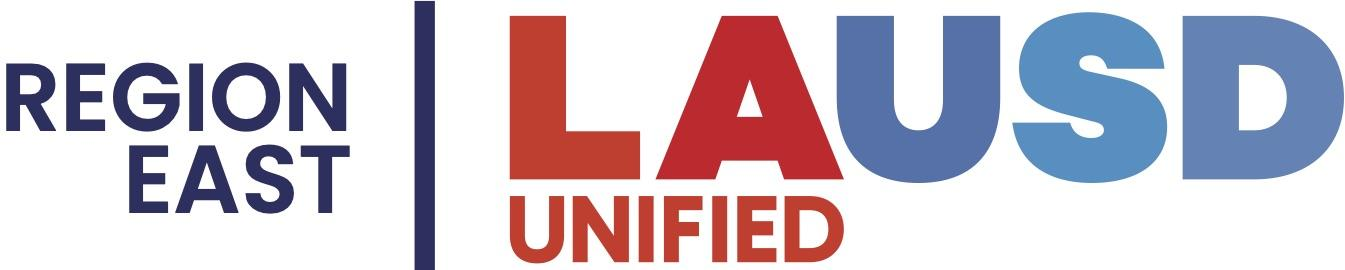 REGION
EAST
LAUSD
UNIFIED